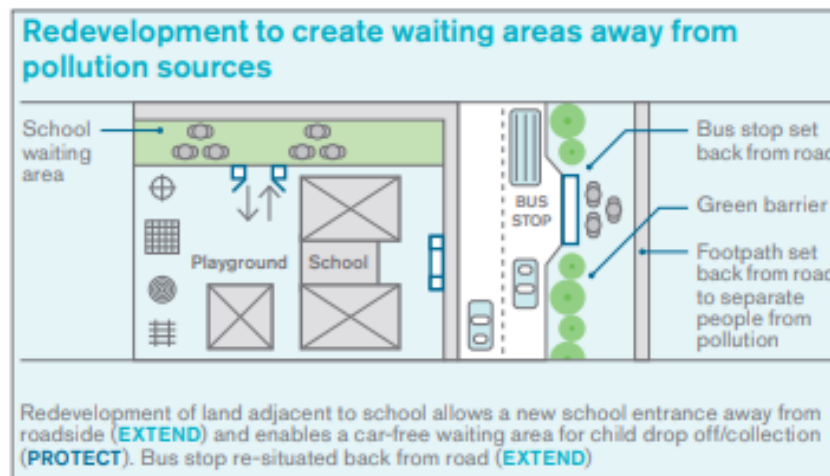 Redevelopment to create waiting areas away from
pollution sources
School
waiting
area
Playground
School
BUS
STOP
Bus stop set
back from road
Green barrier
Footpath set
back from road
to separate
people from
pollution
Redevelopment of land adjacent to school allows a new school entrance away from
roadside (EXTEND) and enables a car-free waiting area for child drop off/collection
(PROTECT). Bus stop re-situated back from road (EXTEND)